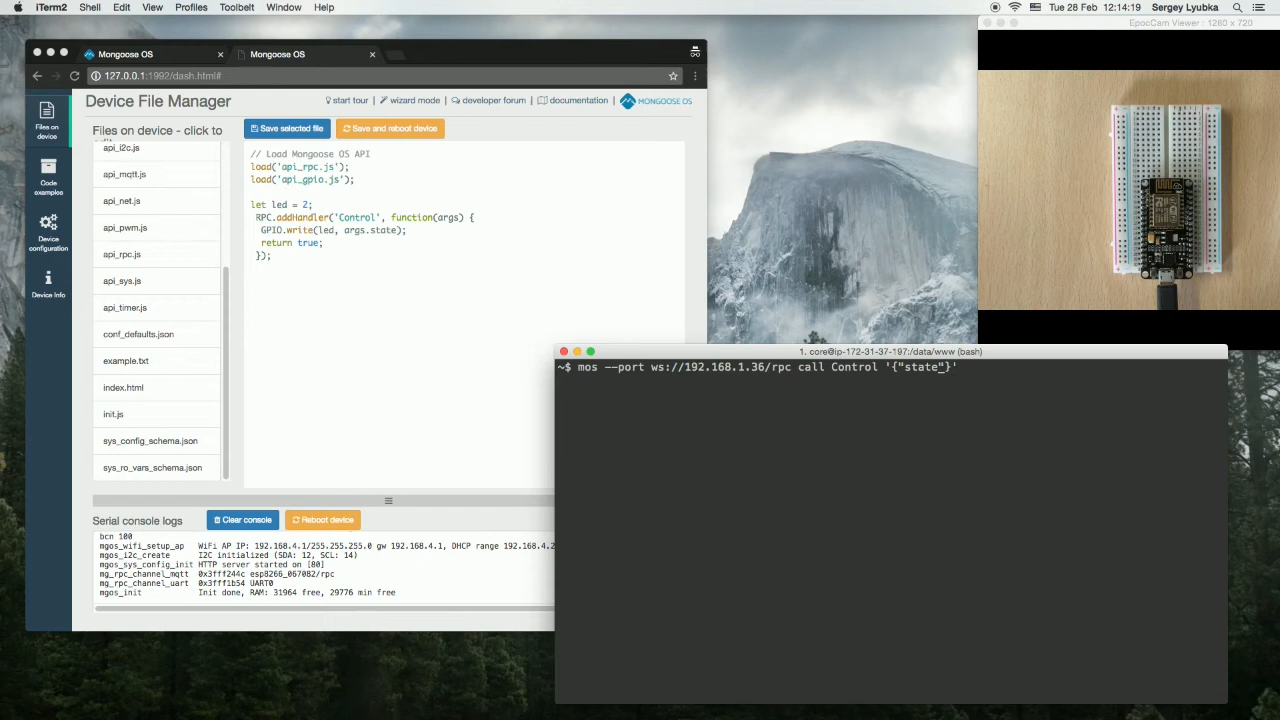 iTerm2 Shell Edit View Profiles Toolbelt Window Help
Tue 28 Feb 12:14:19 Sergey Lyubka
EpocCam Viewer : 1280 x 720
Mongoose OS
Mongoose OS
127.0.0.1:1992/dash.html#
Files on
device
Code
examples
Device
configuration
Device Info
Device File Manager
start tour | wizard mode | developer forum | documentation | MONGOOSE OS
Files on device - click to
Save selected file
Save and reboot device
api_i2c.js
api_mqtt.js
api_net.js
api_pwm.js
api_rpc.js
api_sys.js
api_timer.js
conf_defaults.json
example.txt
index.html
init.js
sys_config_schema.json
sys_ro_vars_schema.json
// Load Mongoose OS API
load('api_rpc.js');
load('api_gpio.js');
let led = 2;
RPC.addHandler('Control', function(args) {
GPIO.write(led, args.state);
return true;
});
Serial console logs
Clear console
Reboot device
bcn 100
mgos_wifi_setup_ap WiFi AP IP: 192.168.4.1/255.255.255.0 gw 192.168.4.1, DHCP range 192.168.4.2
mgos_i2c_create I2C initialized (SDA: 12, SCL: 14)
mgos_sys_config_init HTTP server started on [80]
mg_rpc_channel_mqtt 0x3fff244c esp8266_067082/rpc
mg_rpc_channel_uart 0x3fff1b54 UART0
mgos_init Init done, RAM: 31964 free, 29776 min free
1. core@ip-172-31-37-197:/data/www (bash)
~$ mos --port ws://192.168.1.36/rpc call Control '{"state"}'